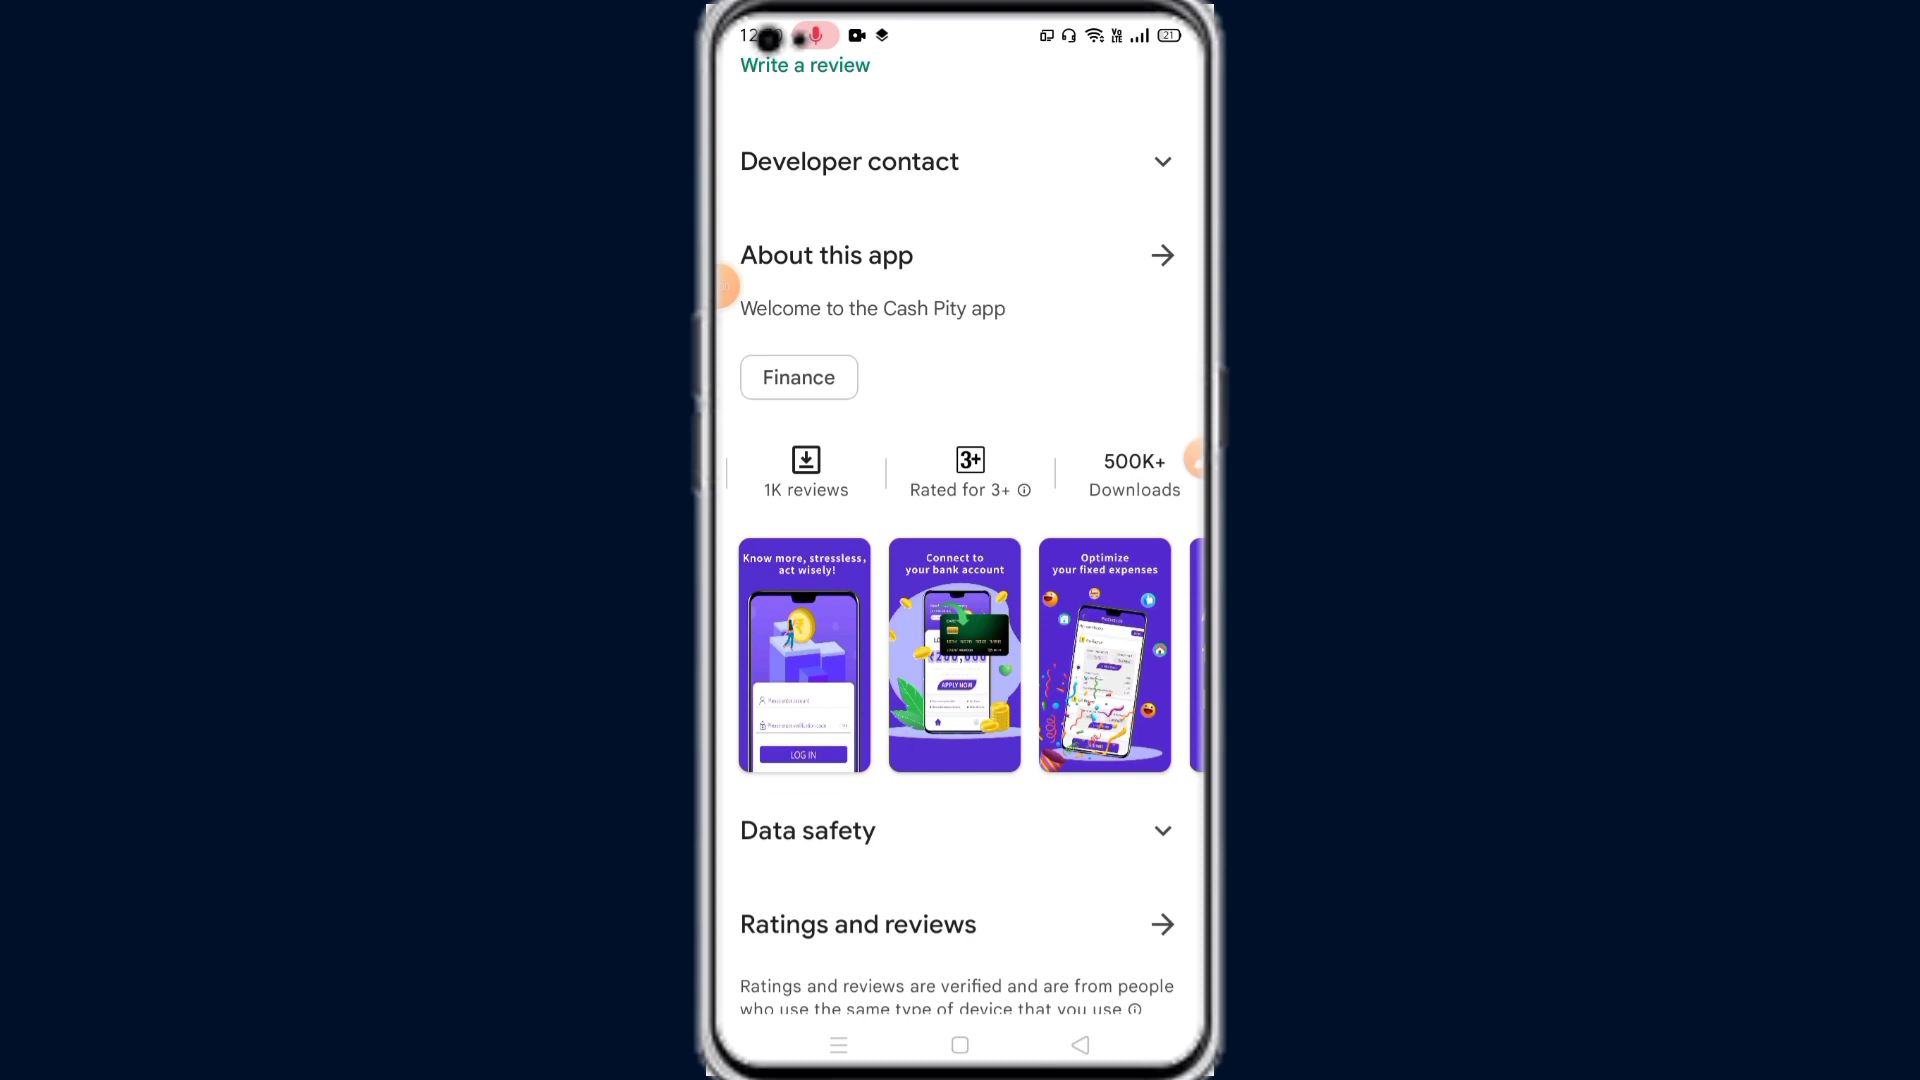 12
21
Write a review
Developer contact
About this app
Welcome to the Cash Pity app
Finance
1K reviews
3+
Rated for 3+
500K+
Downloads
Know more, stressless,
act wisely!
LOG IN
Connect to
your bank account
APPLY NOW
Optimize
your fixed expenses
Data safety
Ratings and reviews
Ratings and reviews are verified and are from people
who use the same type of device that you use